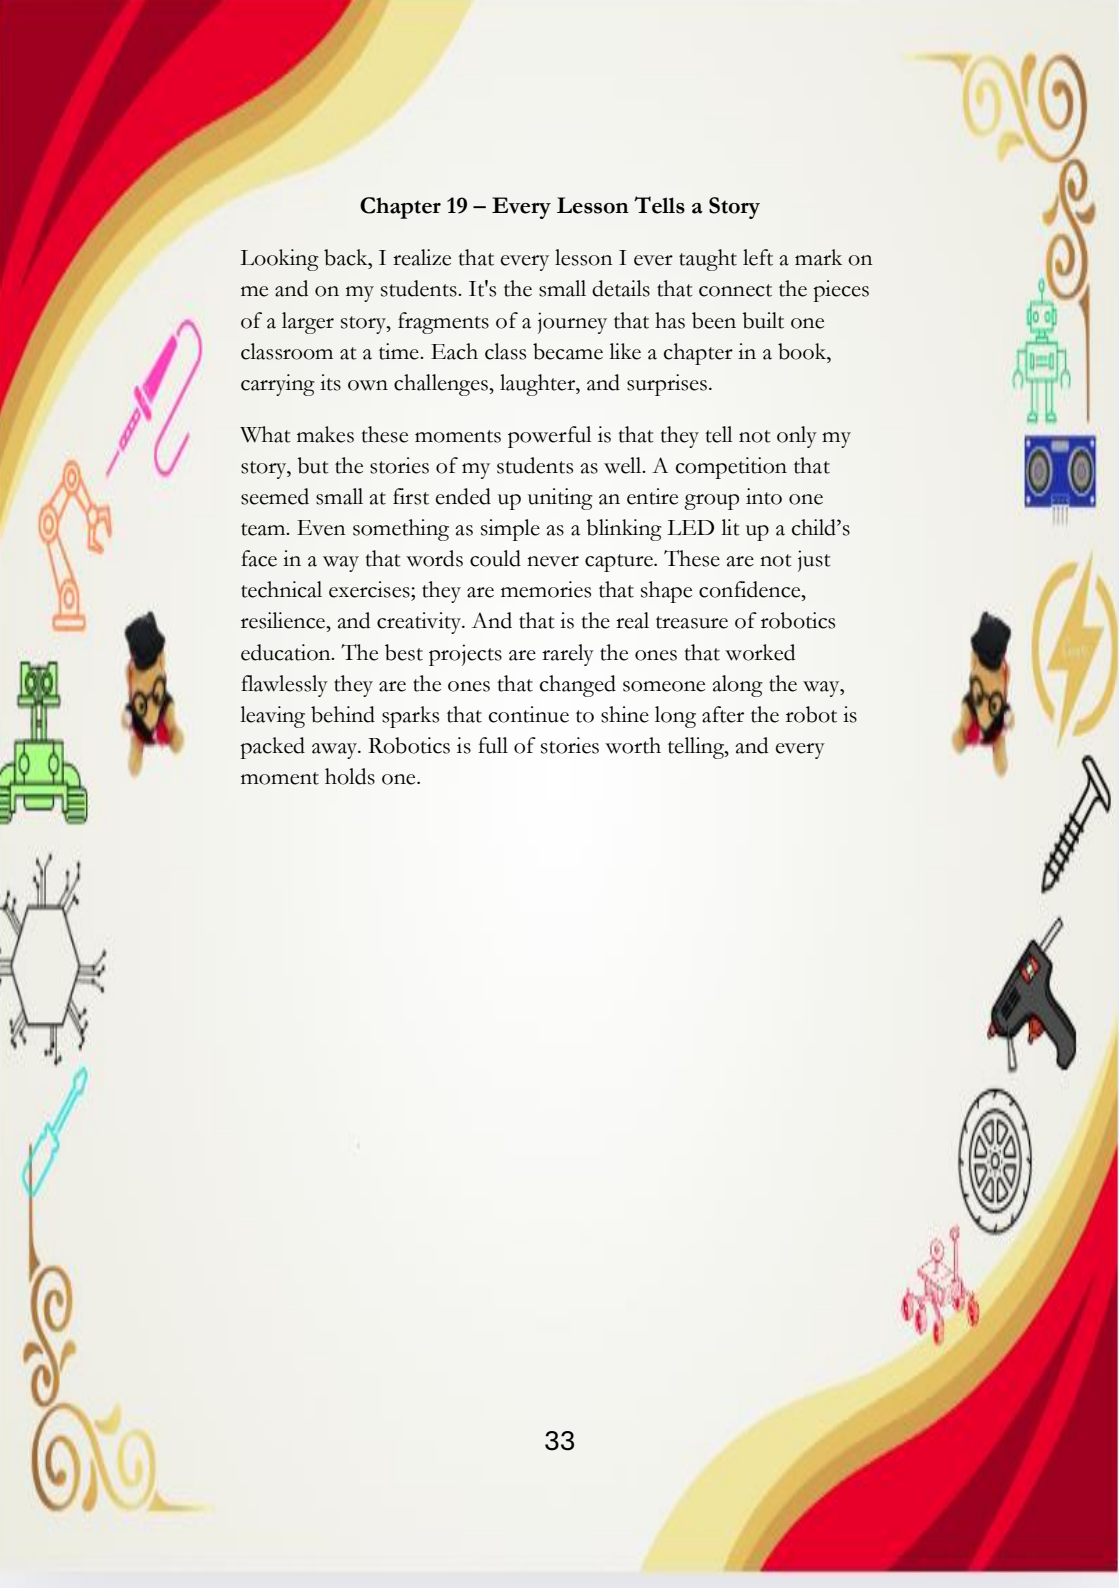 Chapter 19 – Every Lesson Tells a Story
Looking back, I realize that every lesson I ever taught left a mark on
me and on my students. It's the small details that connect the pieces
of a larger story, fragments of a journey that has been built one
classroom at a time. Each class became like a chapter in a book,
carrying its own challenges, laughter, and surprises.
What makes these moments powerful is that they tell not only my
story, but the stories of my students as well. A competition that
seemed small at first ended up uniting an entire group into one
team. Even something as simple as a blinking LED lit up a child’s
face in a way that words could never capture. These are not just
technical exercises; they are memories that shape confidence,
resilience, and creativity. And that is the real treasure of robotics
education. The best projects are rarely the ones that worked
flawlessly they are the ones that changed someone along the way,
leaving behind sparks that continue to shine long after the robot is
packed away. Robotics is full of stories worth telling, and every
moment holds one.
33